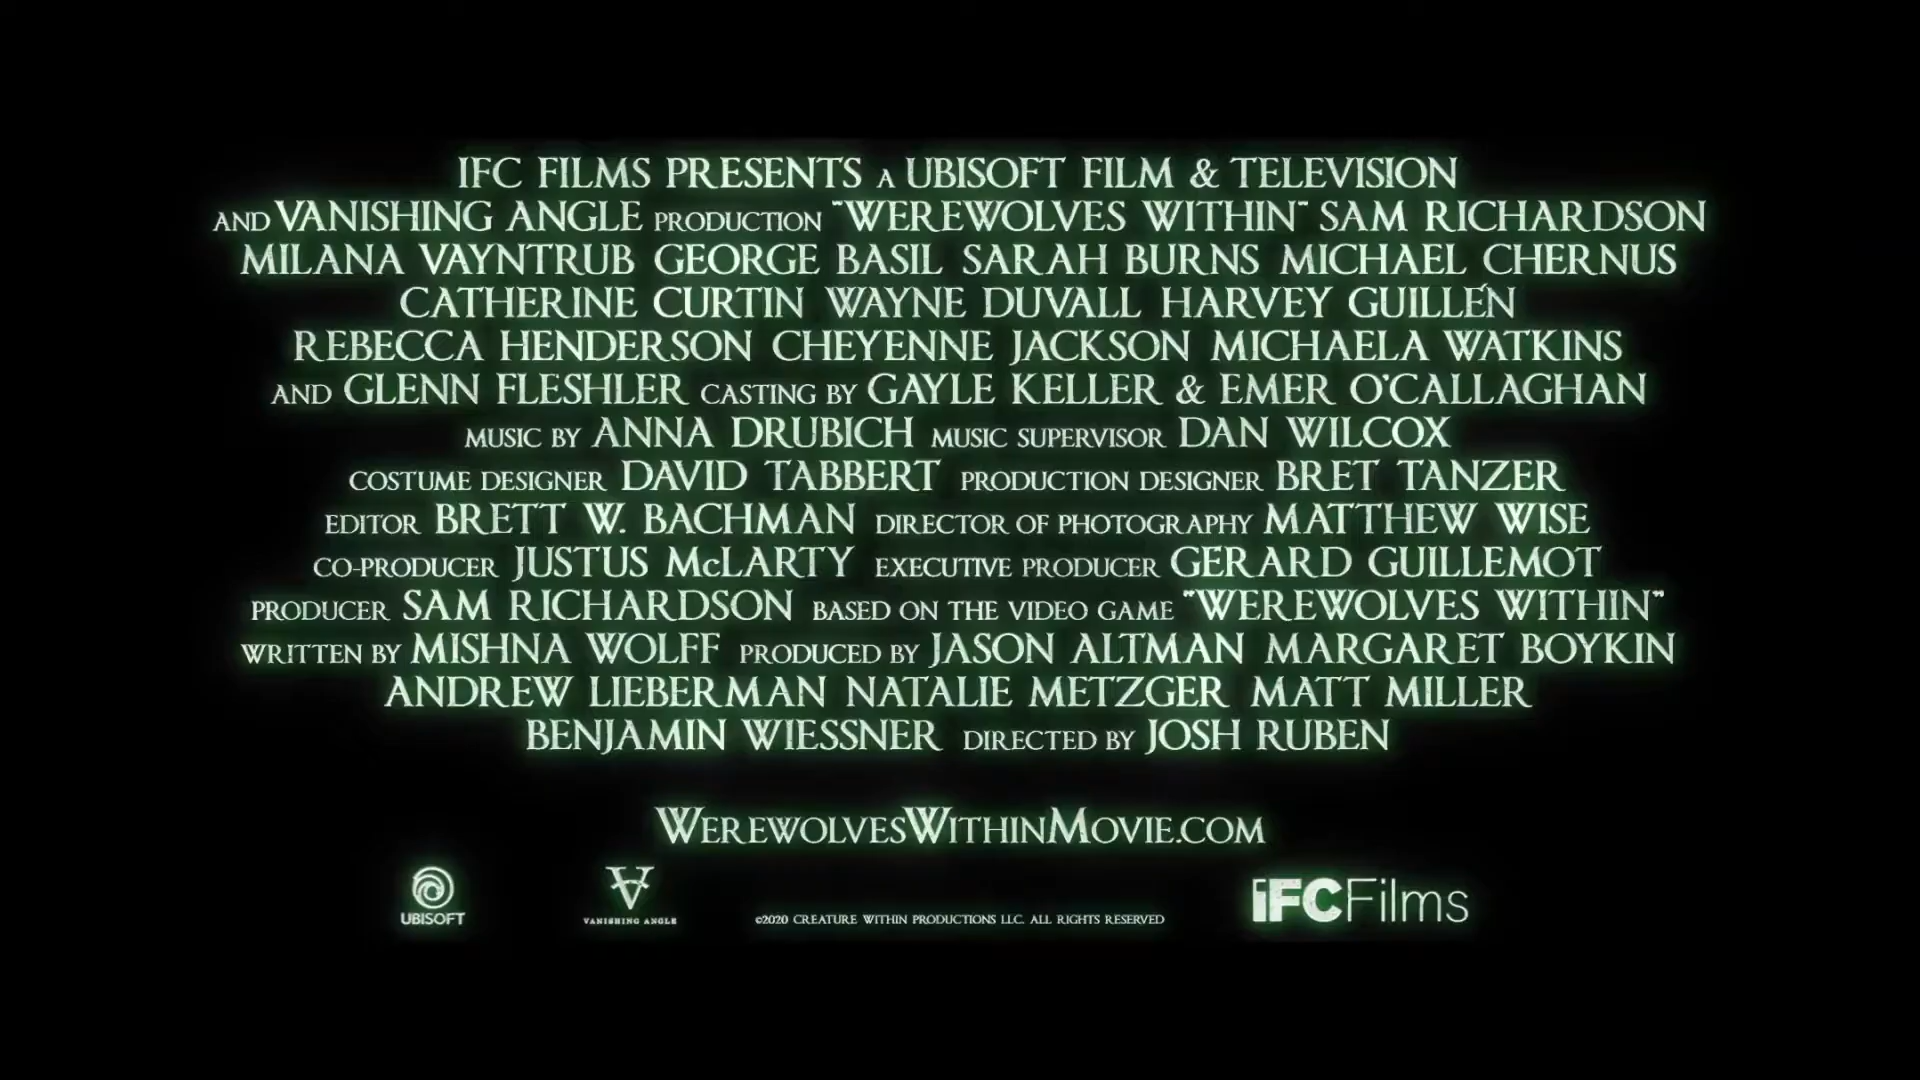 IFC FILMS PRESENTS A UBISOFT FILM & TELEVISION
AND VANISHING ANGLE PRODUCTION "WEREWOLVES WITHIN" SAM RICHARDSON
MILANA VAYNTRUB GEORGE BASIL SARAH BURNS MICHAEL CHERNUS
CATHERINE CURTIN WAYNE DUVALL HARVEY GUILLÉN
REBECCA HENDERSON CHEYENNE JACKSON MICHAELA WATKINS
AND GLENN FLESHLER CASTING BY GAYLE KELLER & EMER O'CALLAGHAN
MUSIC BY ANNA DRUBICH MUSIC SUPERVISOR DAN WILCOX
COSTUME DESIGNER DAVID TABBERT PRODUCTION DESIGNER BRET TANZER
EDITOR BRETT W. BACHMAN DIRECTOR OF PHOTOGRAPHY MATTHEW WISE
CO-PRODUCER JUSTUS McLARTY EXECUTIVE PRODUCER GERARD GUILLEMOT
PRODUCER SAM RICHARDSON BASED ON THE VIDEO GAME "WEREWOLVES WITHIN"
WRITTEN BY MISHNA WOLFF PRODUCED BY JASON ALTMAN MARGARET BOYKIN
ANDREW LIEBERMAN NATALIE METZGER MATT MILLER
BENJAMIN WIESSNER DIRECTED BY JOSH RUBEN
WEREWOLVESWITHINMOVIE.COM
UBISOFT
VANISHING ANGLE
©2020 CREATURE WITHIN PRODUCTIONS LLC. ALL RIGHTS RESERVED
IFC Films